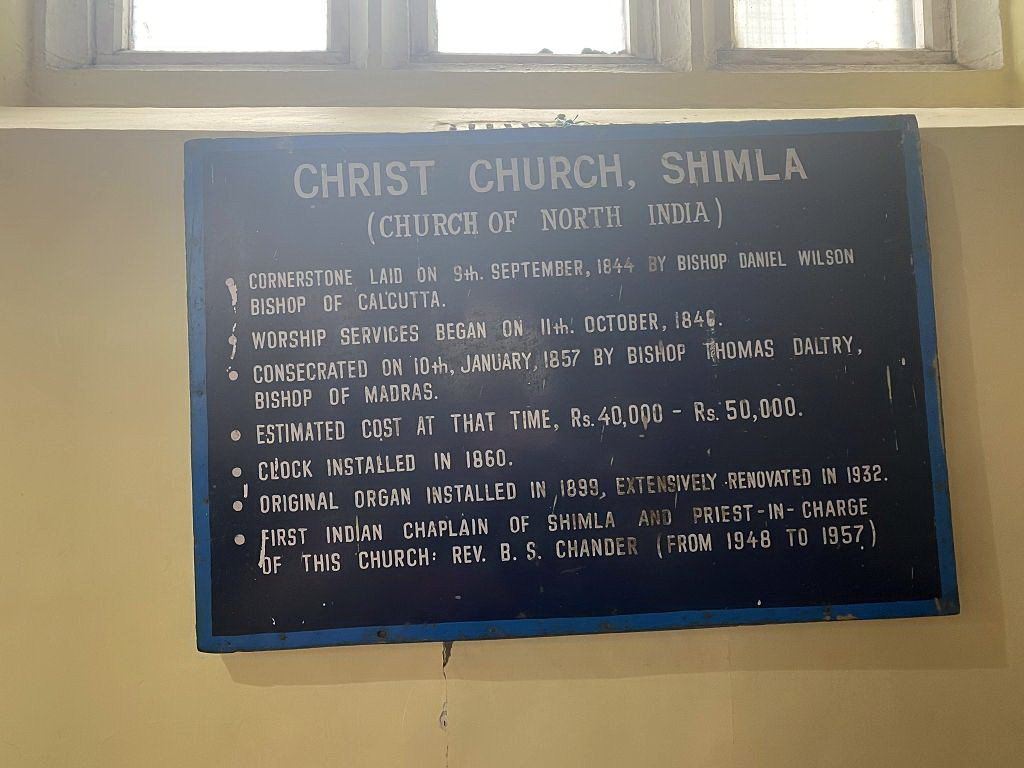 CHRIST CHURCH, SHIMLA
(CHURCH OF NORTH INDIA)
CORNERSTONE LAID ON 9th. SEPTEMBER, 1844 BY BISHOP DANIEL WILSON
BISHOP OF CALCUTTA.
WORSHIP SERVICES BEGAN ON 11th. OCTOBER, 1846.
CONSECRATED ON 10th, JANUARY, 1857 BY BISHOP THOMAS DALTRY,
BISHOP OF MADRAS.
ESTIMATED COST AT THAT TIME, Rs. 40,000 - Rs. 50,000.
CLOCK INSTALLED IN 1860.
ORIGINAL ORGAN INSTALLED IN 1899, EXTENSIVELY RENOVATED IN 1932.
FIRST INDIAN CHAPLAIN OF SHIMLA AND PRIEST-IN-CHARGE
OF THIS CHURCH: REV. B. S. CHANDER (FROM 1948 TO 1957)